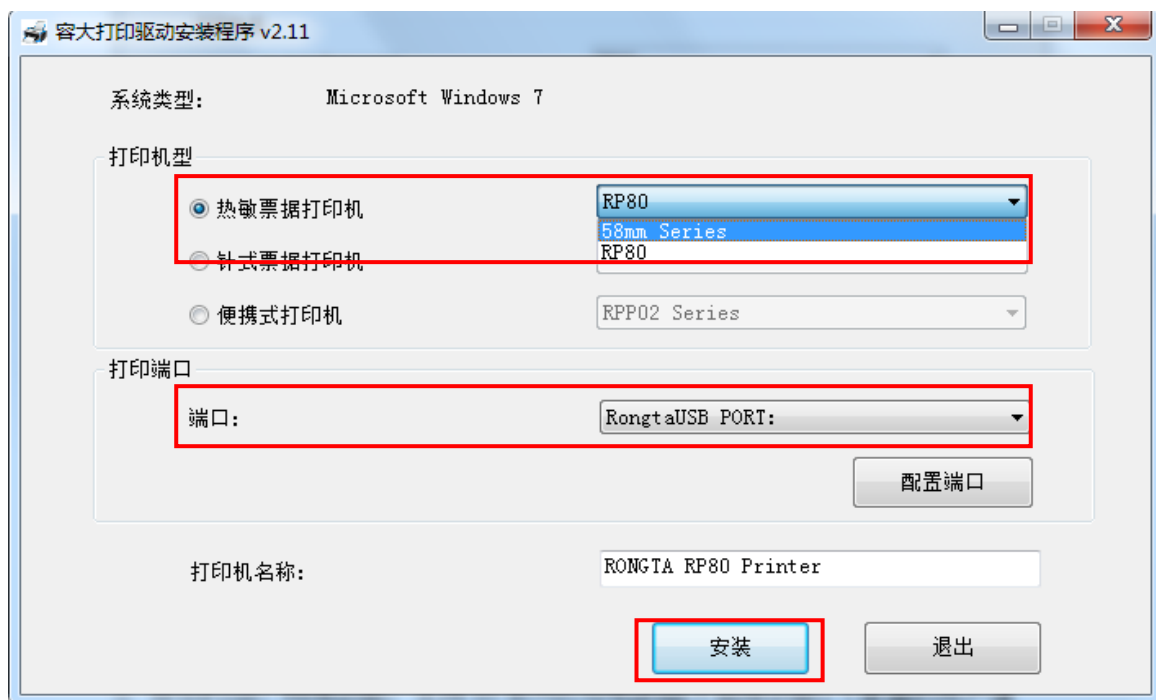 容大打印驱动安装程序 v2.11
系统类型: Microsoft Windows 7
打印机型
热敏票据打印机 RP80
58mm Series
针式票据打印机 RP80
便携式打印机 RPP02 Series
打印端口
端口: RongtaUSB PORT:
配置端口
打印机名称: RONGTA RP80 Printer
安装 退出